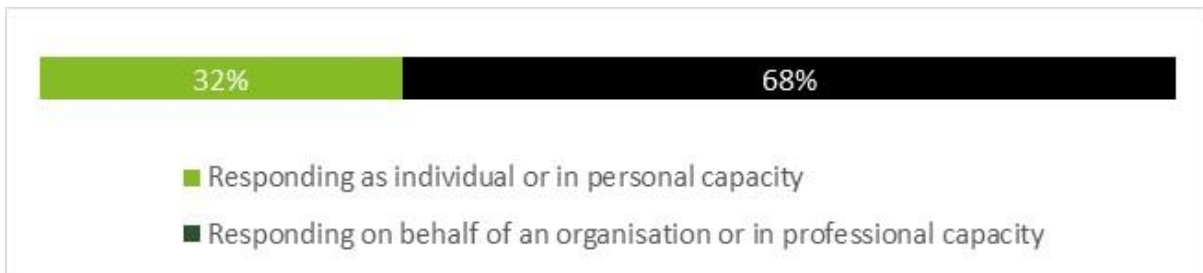 32% 68%
Responding as individual or in personal capacity
Responding on behalf of an organisation or in professional capacity